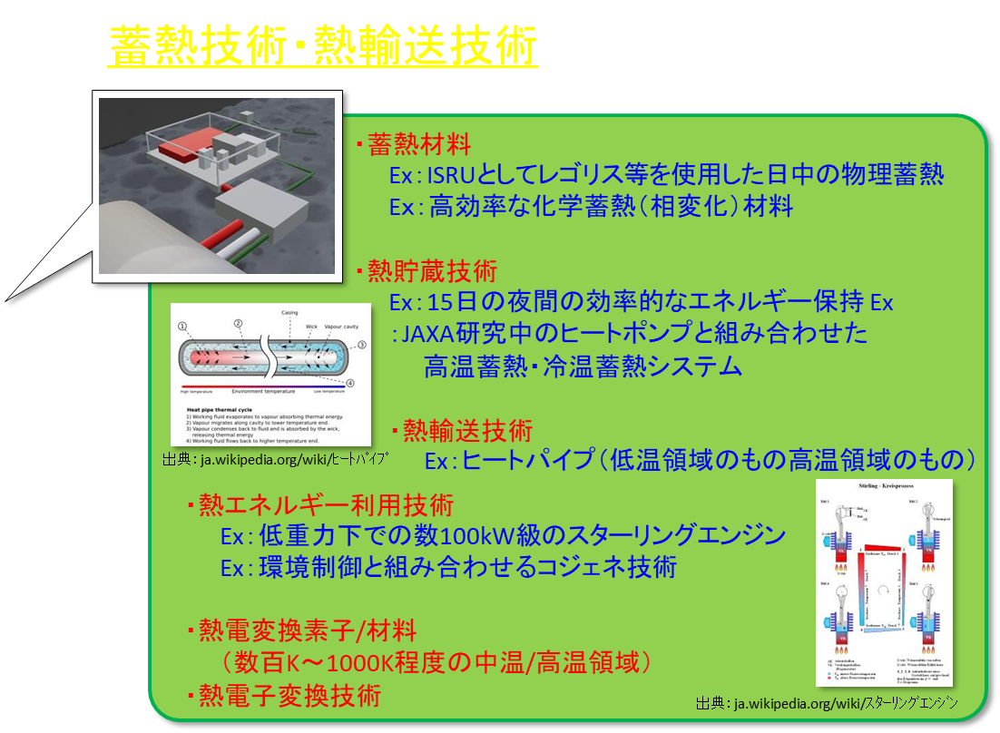 蓄熱技術・熱輸送技術
・蓄熱材料
Ex：ISRUとしてレゴリス等を使用した日中の物理蓄熱
Ex：高効率な化学蓄熱（相変化）材料
・熱貯蔵技術
Ex：15日の夜間の効率的なエネルギー保持 Ex
：JAXA研究中のヒートポンプと組み合わせた
高温蓄熱・冷温蓄熱システム
Casing
Wick Vapour cavity
① ② ③ ④
High temperature Environment temperature Low temperature
Heat pipe thermal cycle
1) Working fluid evaporates to vapour absorbing thermal energy.
2) Vapour migrates along cavity to lower temperature end.
3) Vapour condenses back to fluid and is absorbed by the wick,
releasing thermal energy
4) Working fluid flows back to higher temperature end.
出典：ja.wikipedia.org/wiki/ﾋｰﾄﾊﾟｲﾌﾟ
・熱輸送技術
Ex：ヒートパイプ（低温領域のもの高温領域のもの）
・熱エネルギー利用技術
Ex：低重力下での数100kW級のスターリングエンジン
Ex：環境制御と組み合わせるコジェネ技術
Stirling - Kreisprozess
・熱電変換素子/材料
（数百K～1000K程度の中温/高温領域）
・熱電子変換技術
出典：ja.wikipedia.org/wiki/ｽﾀｰﾘﾝｸﾞｴﾝｼﾞﾝ